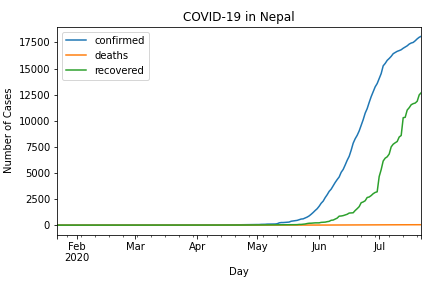 COVID-19 in Nepal
confirmed
deaths
recovered
Number of Cases
17500
15000
12500
10000
7500
5000
2500
0
Feb Mar Apr May Jun Jul
2020
Day